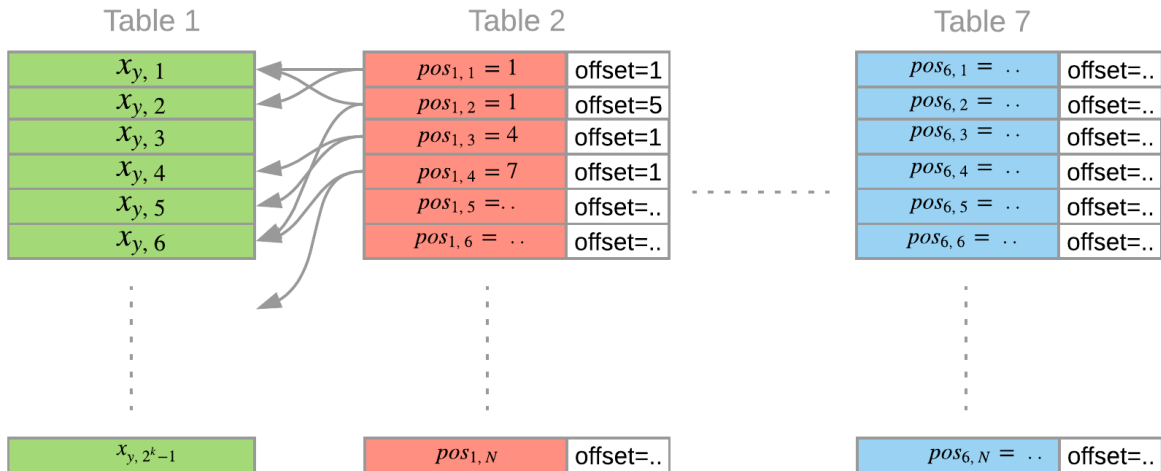 Table 1 Table 2 Table 7
x_{y, 1} pos_{1, 1} = 1 offset=1 pos_{6, 1} = .. offset=..
x_{y, 2} pos_{1, 2} = 1 offset=5 pos_{6, 2} = .. offset=..
x_{y, 3} pos_{1, 3} = 4 offset=1 pos_{6, 3} = .. offset=..
x_{y, 4} pos_{1, 4} = 7 offset=1 pos_{6, 4} = .. offset=..
x_{y, 5} pos_{1, 5} =.. offset=.. pos_{6, 5} = .. offset=..
x_{y, 6} pos_{1, 6} = .. offset=.. pos_{6, 6} = .. offset=..
x_{y, 2^k-1} pos_{1, N} offset=.. pos_{6, N} = .. offset=..